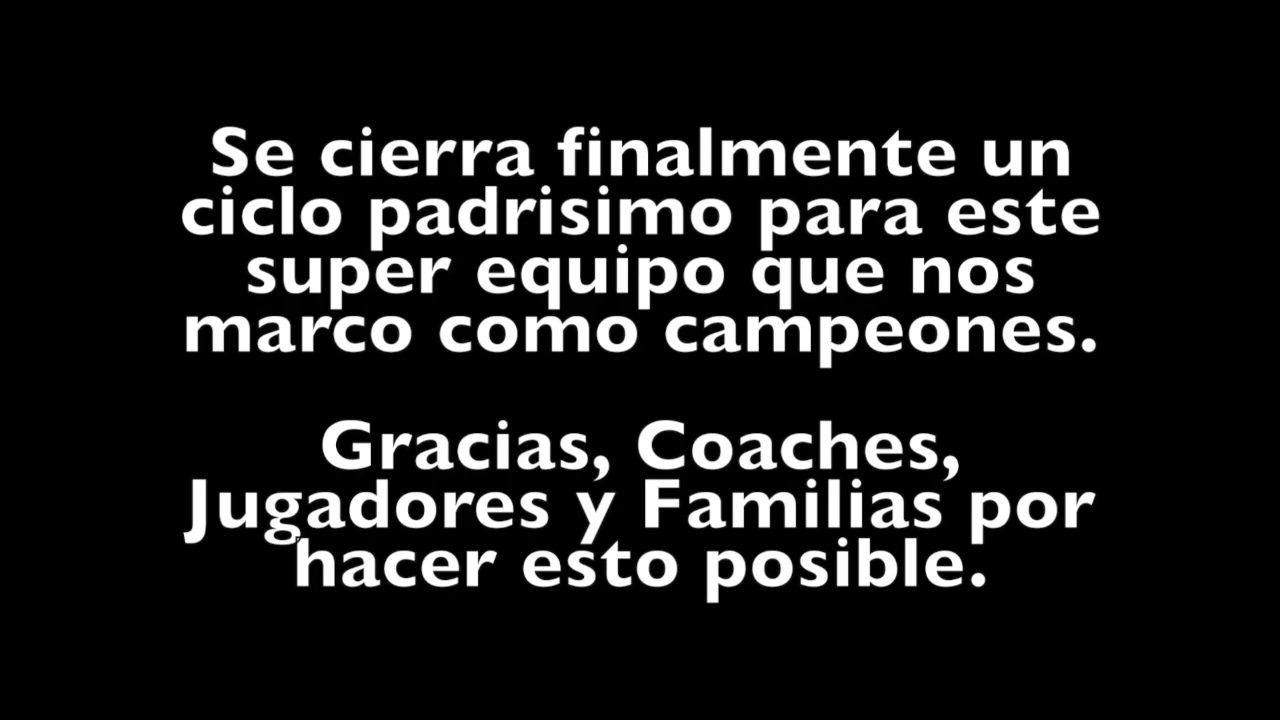 Se cierra finalmente un
ciclo padrisimo para este
super equipo que nos
marco como campeones.
Gracias, Coaches,
Jugadores y Familias por
hacer esto posible.